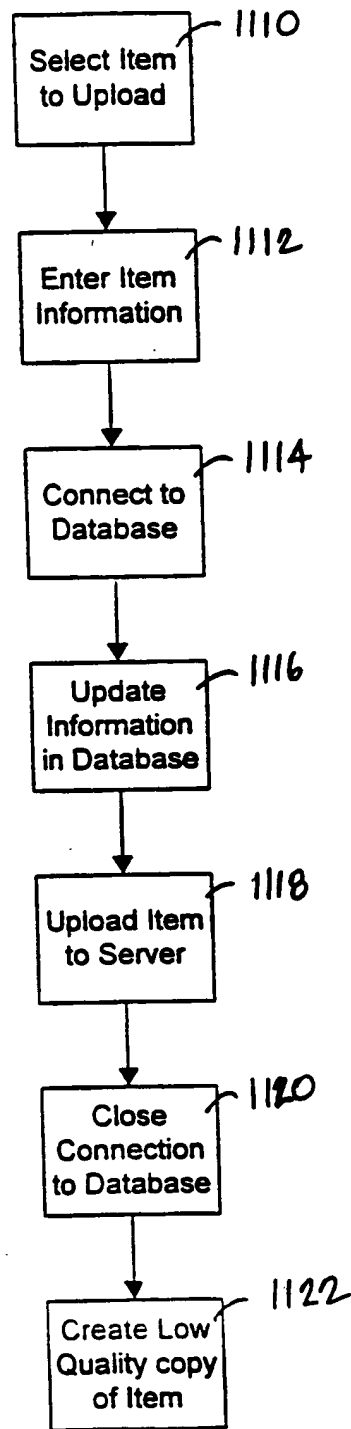 1110
Select Item
to Upload
1112
Enter Item
Information
1114
Connect to
Database
1116
Update
Information
in Database
1118
Upload Item
to Server
1120
Close
Connection
to Database
1122
Create Low
Quality copy
of Item